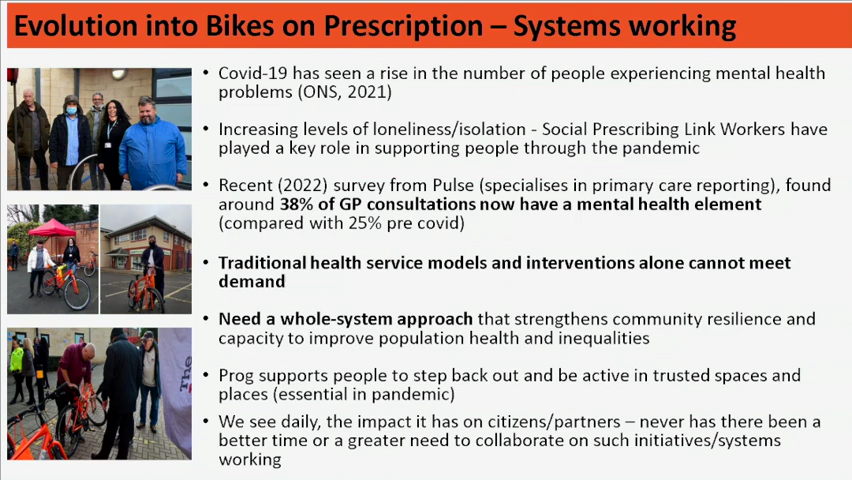 Evolution into Bikes on Prescription – Systems working
• Covid-19 has seen a rise in the number of people experiencing mental health
problems (ONS, 2021)
• Increasing levels of loneliness/isolation - Social Prescribing Link Workers have
played a key role in supporting people through the pandemic
• Recent (2022) survey from Pulse (specialises in primary care reporting), found
around 38% of GP consultations now have a mental health element
(compared with 25% pre covid)
• Traditional health service models and interventions alone cannot meet
demand
• Need a whole-system approach that strengthens community resilience and
capacity to improve population health and inequalities
• Prog supports people to step back out and be active in trusted spaces and
places (essential in pandemic)
• We see daily, the impact it has on citizens/partners – never has there been a
better time or a greater need to collaborate on such initiatives/systems
working